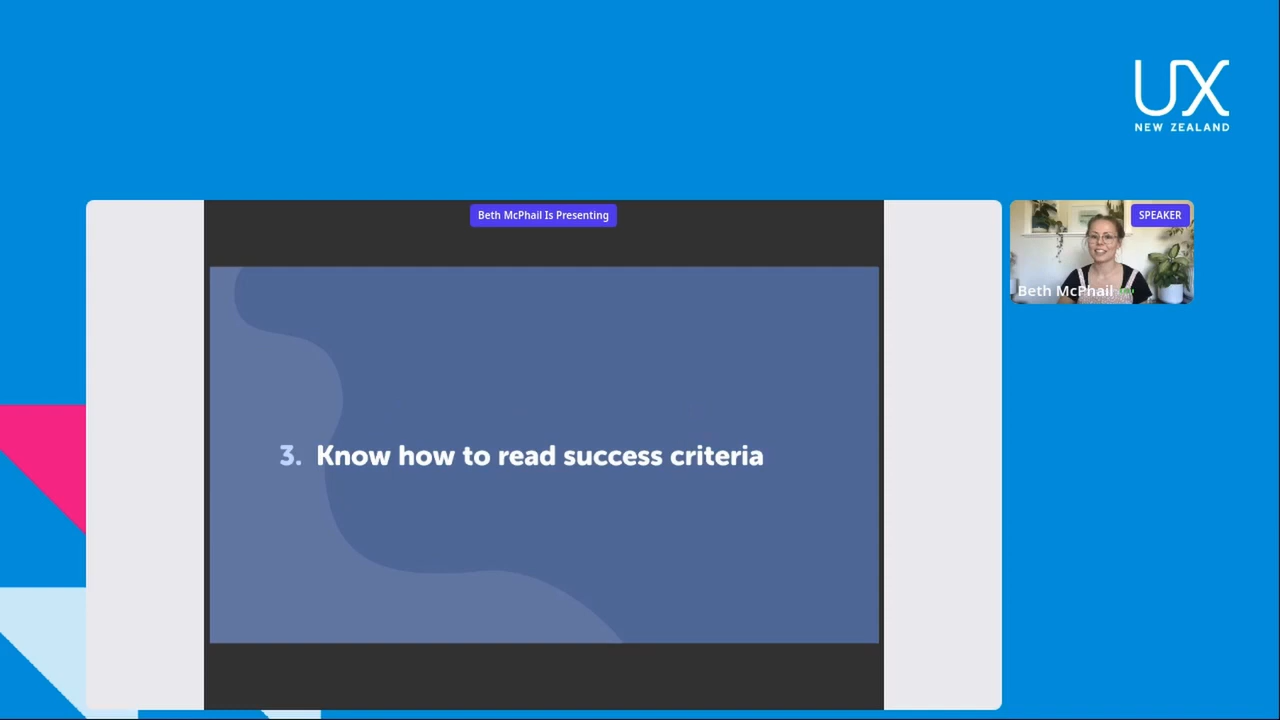 UX
NEW ZEALAND
Beth McPhail Is Presenting
SPEAKER
Beth McPhail
3. Know how to read success criteria